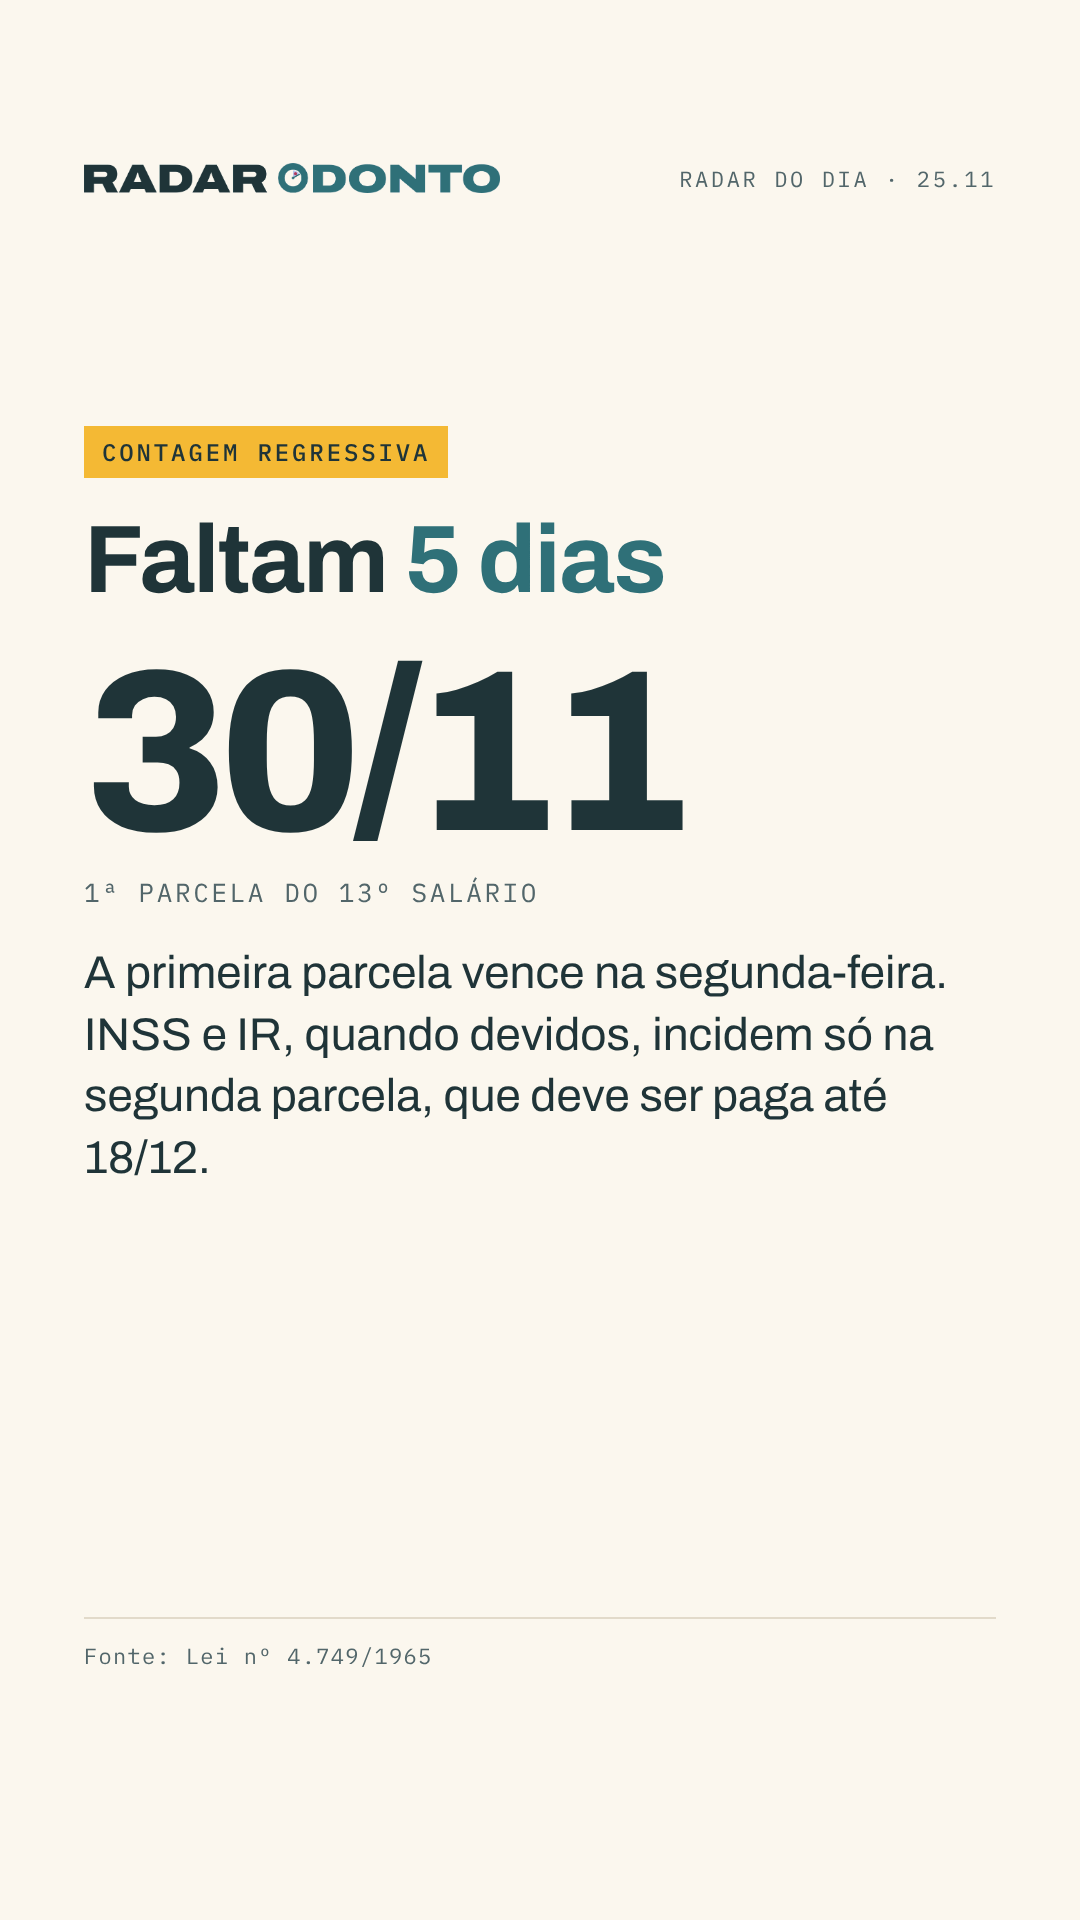 RADAR ODONTO
RADAR DO DIA · 25.11
CONTAGEM REGRESSIVA
Faltam 5 dias
30/11
1ª PARCELA DO 13º SALÁRIO
A primeira parcela vence na segunda-feira.
INSS e IR, quando devidos, incidem só na
segunda parcela, que deve ser paga até
18/12.
Fonte: Lei nº 4.749/1965